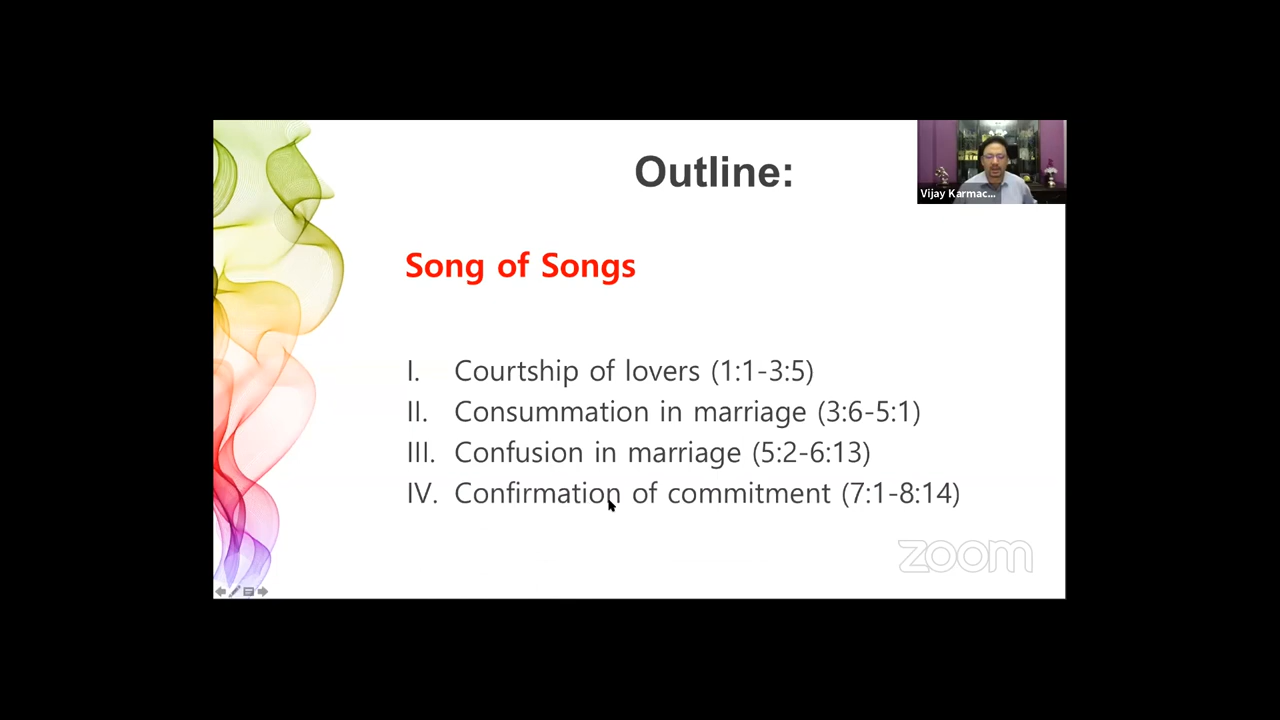 Outline:
Vijay Karmac...
Song of Songs
I. Courtship of lovers (1:1-3:5)
II. Consummation in marriage (3:6-5:1)
III. Confusion in marriage (5:2-6:13)
IV. Confirmation of commitment (7:1-8:14)
zoom